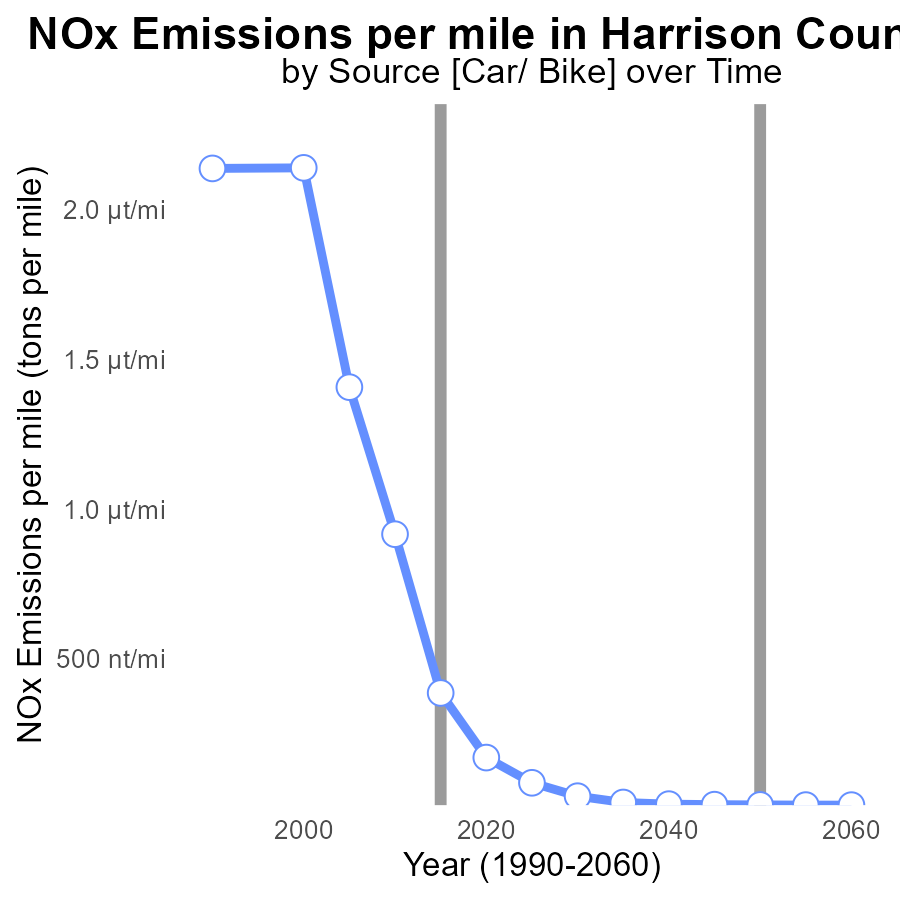 NOx Emissions per mile in Harrison Coun
by Source [Car/ Bike] over Time
NOx Emissions per mile (tons per mile)
2.0 µt/mi
1.5 µt/mi
1.0 µt/mi
500 nt/mi
2000 2020 2040 2060
Year (1990-2060)